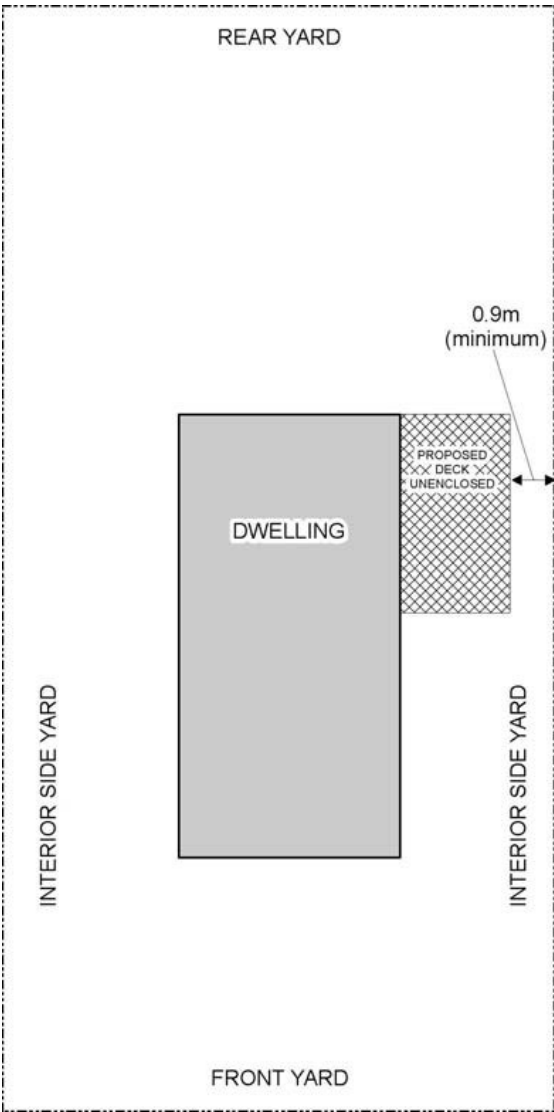 REAR YARD
0.9m
(minimum)
PROPOSED
DECK
UNENCLOSED
DWELLING
INTERIOR SIDE YARD
INTERIOR SIDE YARD
FRONT YARD